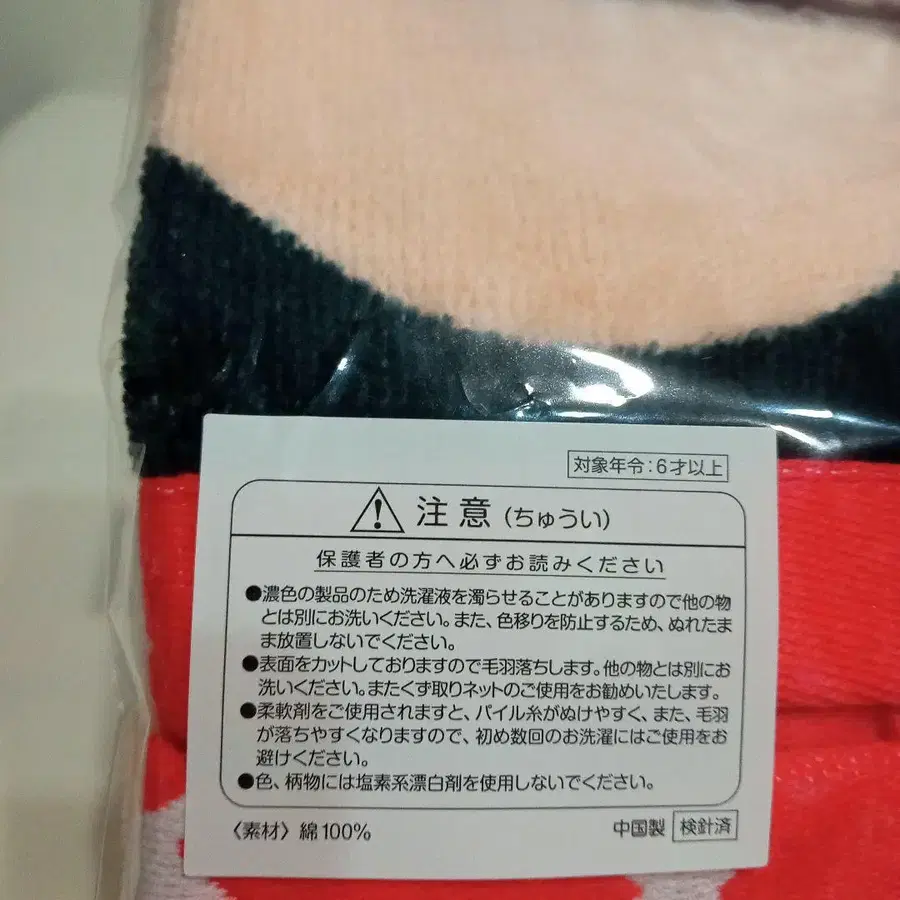 対象年令:6才以上
注意(ちゅうい)
保護者の方へ必ずお読みください
●濃色の製品のため洗濯液を濁らせることがありますので他の物
とは別にお洗いください。また、色移りを防止するため、ぬれたま
ま放置しないでください。
●表面をカットしておりますので毛羽落ちします。他の物とは別にお
洗いください。またくず取りネットのご使用をお勧めいたします。
●柔軟剤をご使用されますと、パイル糸がぬけやすく、また、毛羽
が落ちやすくなりますので、初め数回のお洗濯にはご使用をお
避けください。
●色、柄物には塩素系漂白剤を使用しないでください。
〈素材〉綿100%
中国製 検針済